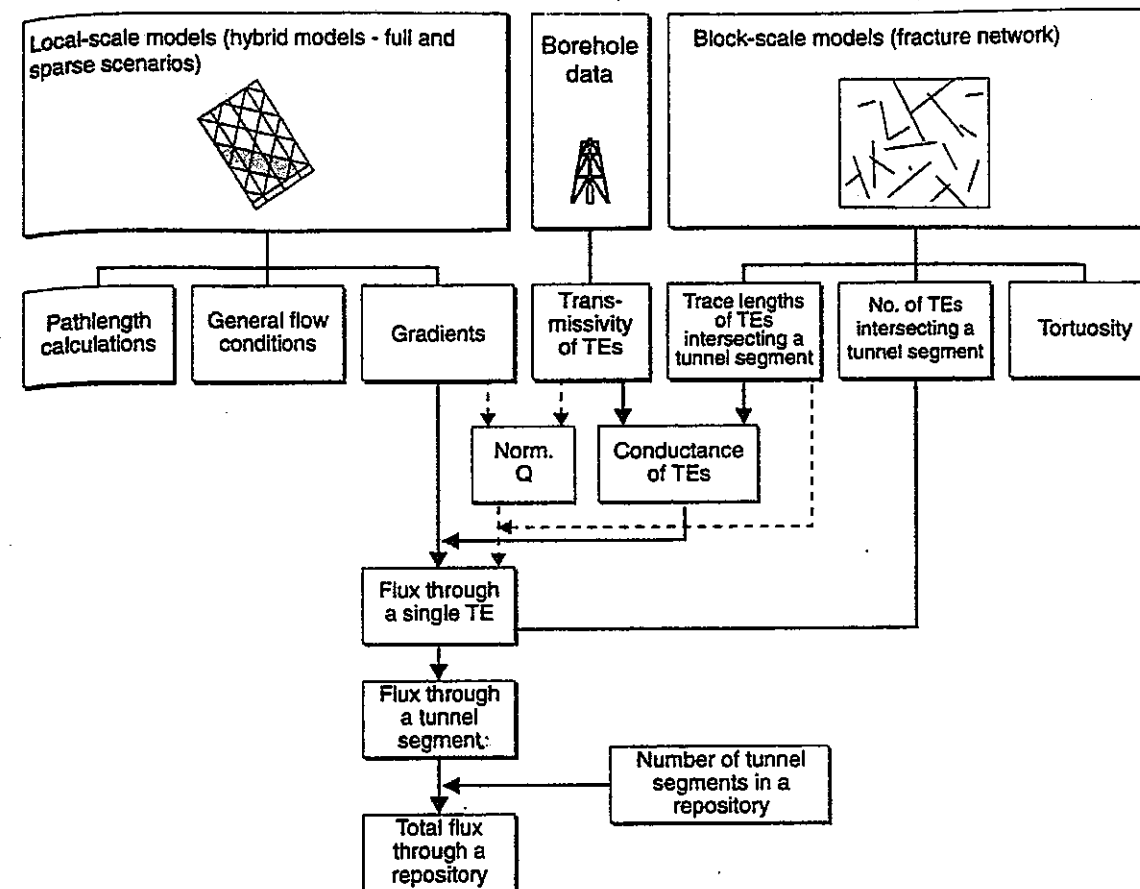 Local-scale models (hybrid models - full and
sparse scenarios)
Borehole
data
Block-scale models (fracture network)
Pathlength
calculations
General flow
conditions
Gradients
Trans-
missivity
of TEs
Trace lengths
of TEs
intersecting a
tunnel segment
No. of TEs
intersecting a
tunnel segment
Tortuosity
Norm.
Q
Conductance
of TEs
Flux through
a single TE
Flux through
a tunnel
segment:
Number of tunnel
segments in a
repository
Total flux
through a
repository